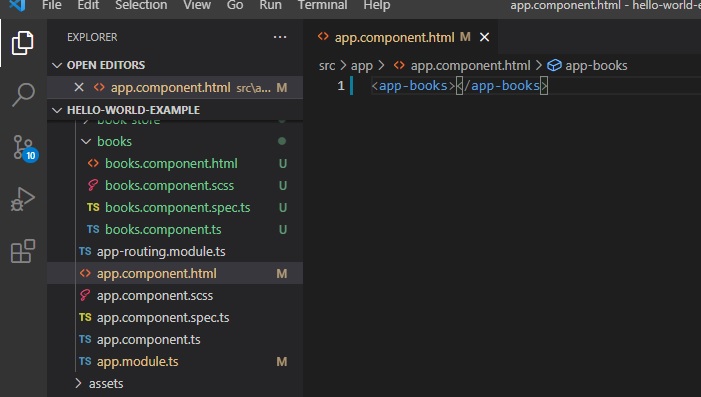 File Edit Selection View Go Run Terminal Help app.component.html - hello-world-e
EXPLORER
OPEN EDITORS
app.component.html src\a... M
HELLO-WORLD-EXAMPLE
book-store
books
books.component.html U
books.component.scss U
TS books.component.spec.ts U
TS books.component.ts U
TS app-routing.module.ts
app.component.html M
app.component.scss
TS app.component.spec.ts
TS app.component.ts
TS app.module.ts M
assets
10
app.component.html M
src > app > app.component.html > app-books
1 <app-books></app-books>